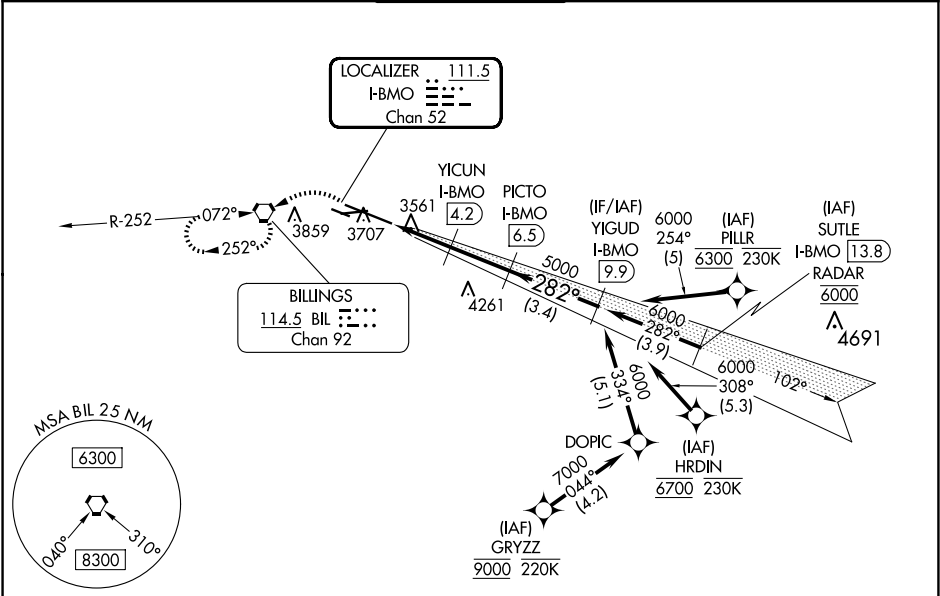 LOCALIZER 111.5
I-BMO
Chan 52
R-252
072°
252°
3859
3707
3561
YICUN
I-BMO
4.2
PICTO
I-BMO
6.5
(IF/IAF)
YIGUD
I-BMO
9.9
6000
254°
(5)
(IAF)
PILLR
6300 230K
(IAF)
SUTLE
I-BMO 13.8
RADAR
6000
4691
BILLINGS
114.5 BIL
Chan 92
4261
5000
282°
(3.4)
6000
282°
(3.9)
6000
308°
(5.3)
102°
6000
334°
(5.1)
DOPIC
(IAF)
HRDIN
6700 230K
7000
044°
(4.2)
(IAF)
GRYZZ
9000 220K
MSA BIL 25 NM
6300
040°
310°
8300